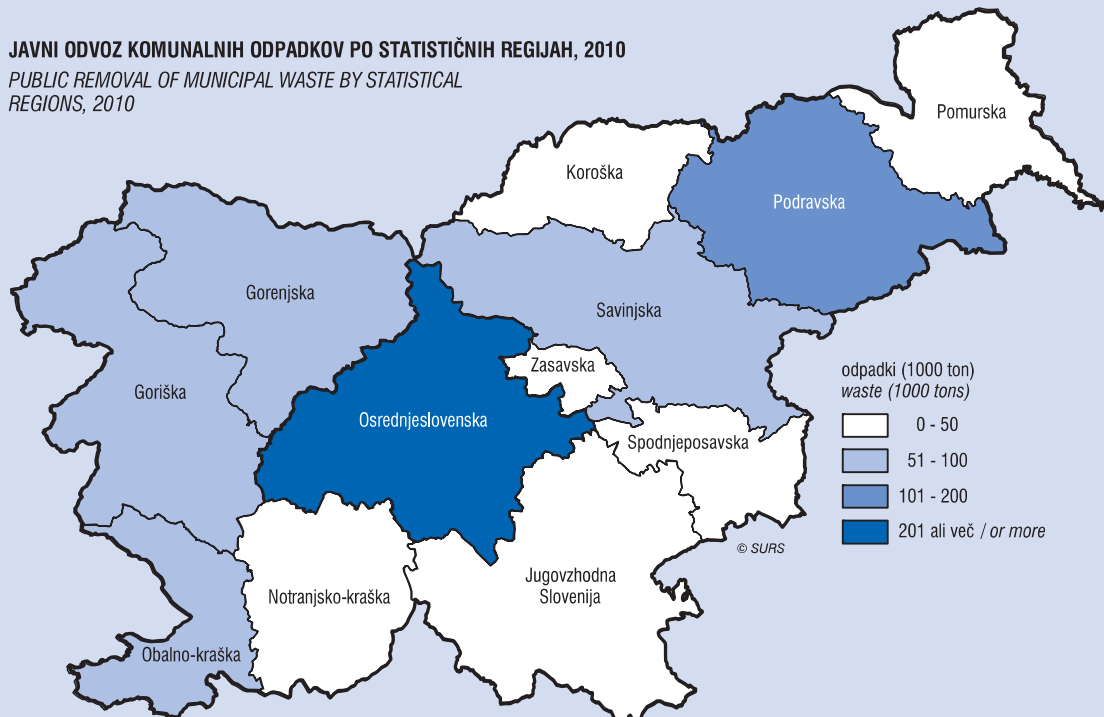 JAVNI ODVOZ KOMUNALNIH ODPADKOV PO STATISTIČNIH REGIJAH, 2010
PUBLIC REMOVAL OF MUNICIPAL WASTE BY STATISTICAL
REGIONS, 2010
Pomurska
Koroška
Podravska
Gorenjska
Savinjska
Zasavska
Goriška
Osrednjeslovenska
Spodnjeposavska
Notranjsko-kraška
Jugovzhodna
Slovenija
Obalno-kraška
odpadki (1000 ton)
waste (1000 tons)
0 - 50
51 - 100
101 - 200
201 ali več / or more
© SURS